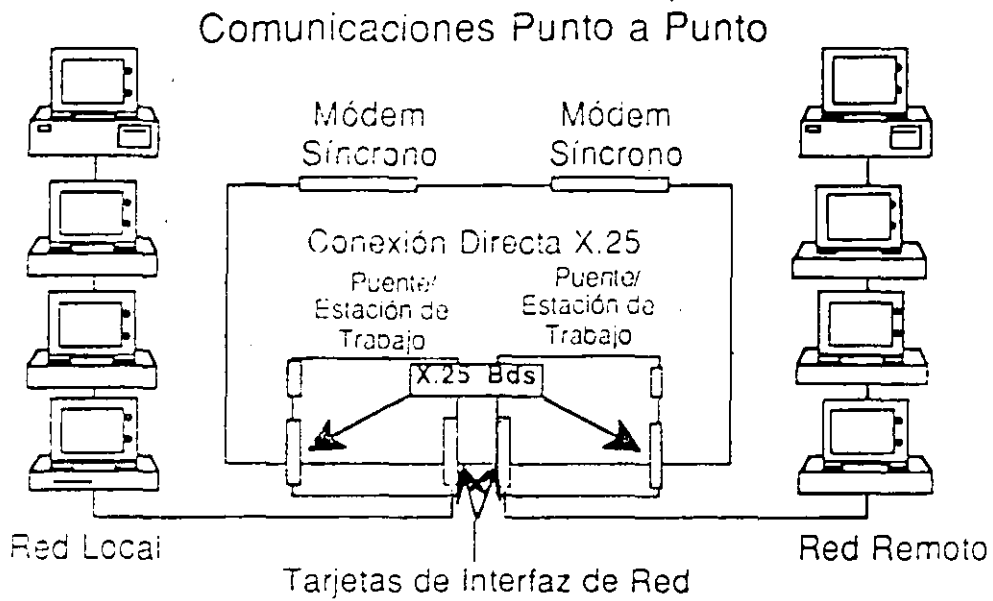 Comunicaciones Punto a Punto
Módem
Síncrono
Módem
Síncrono
Conexión Directa X.25
Puente/
Estación de
Trabajo
Puente/
Estación de
Trabajo
X.25 Bds
Red Local
Red Remoto
Tarjetas de Interfaz de Red